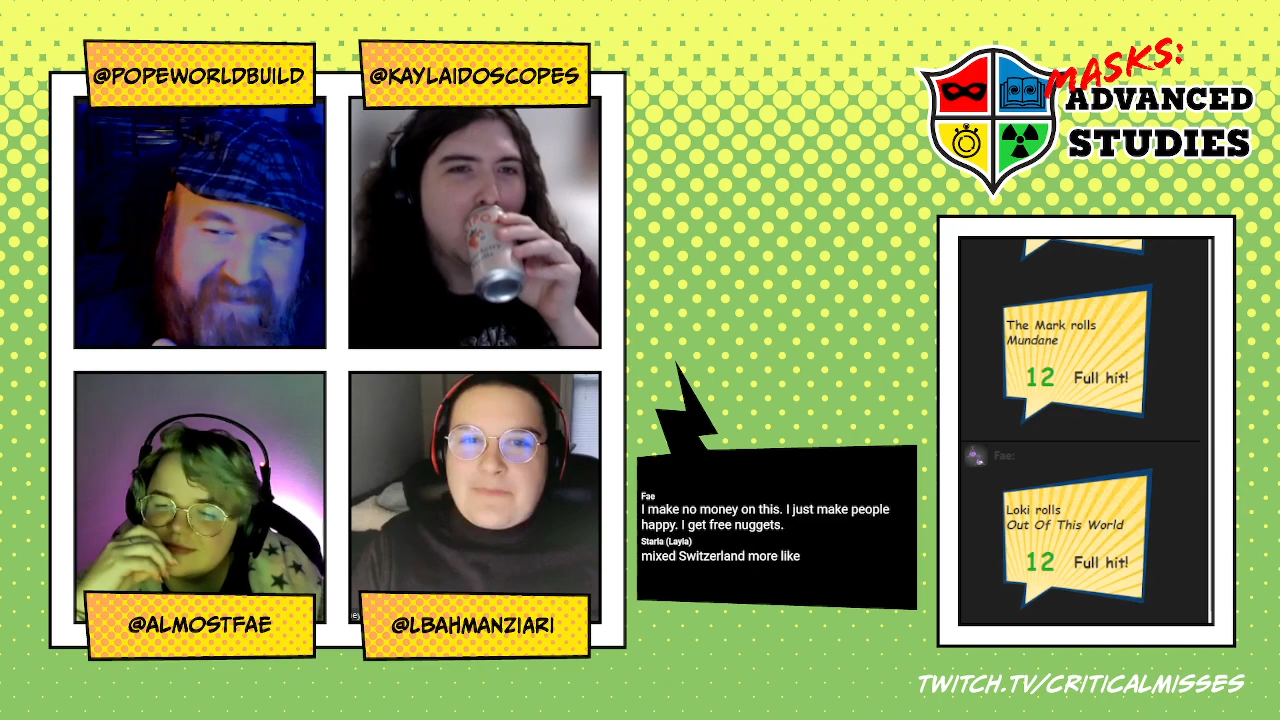 @POPEWORLDBUILD
@KAYLAIDOSCOPES
@ALMOSTFAE
@LBAHMANZIARI
Fae
I make no money on this. I just make people
happy. I get free nuggets.
Starla (Layla)
mixed Switzerland more like
MASKS:
ADVANCED
STUDIES
The Mark rolls
Mundane
12 Full hit!
Fae:
Loki rolls
Out Of This World
12 Full hit!
TWITCH.TV/CRITICALMISSES